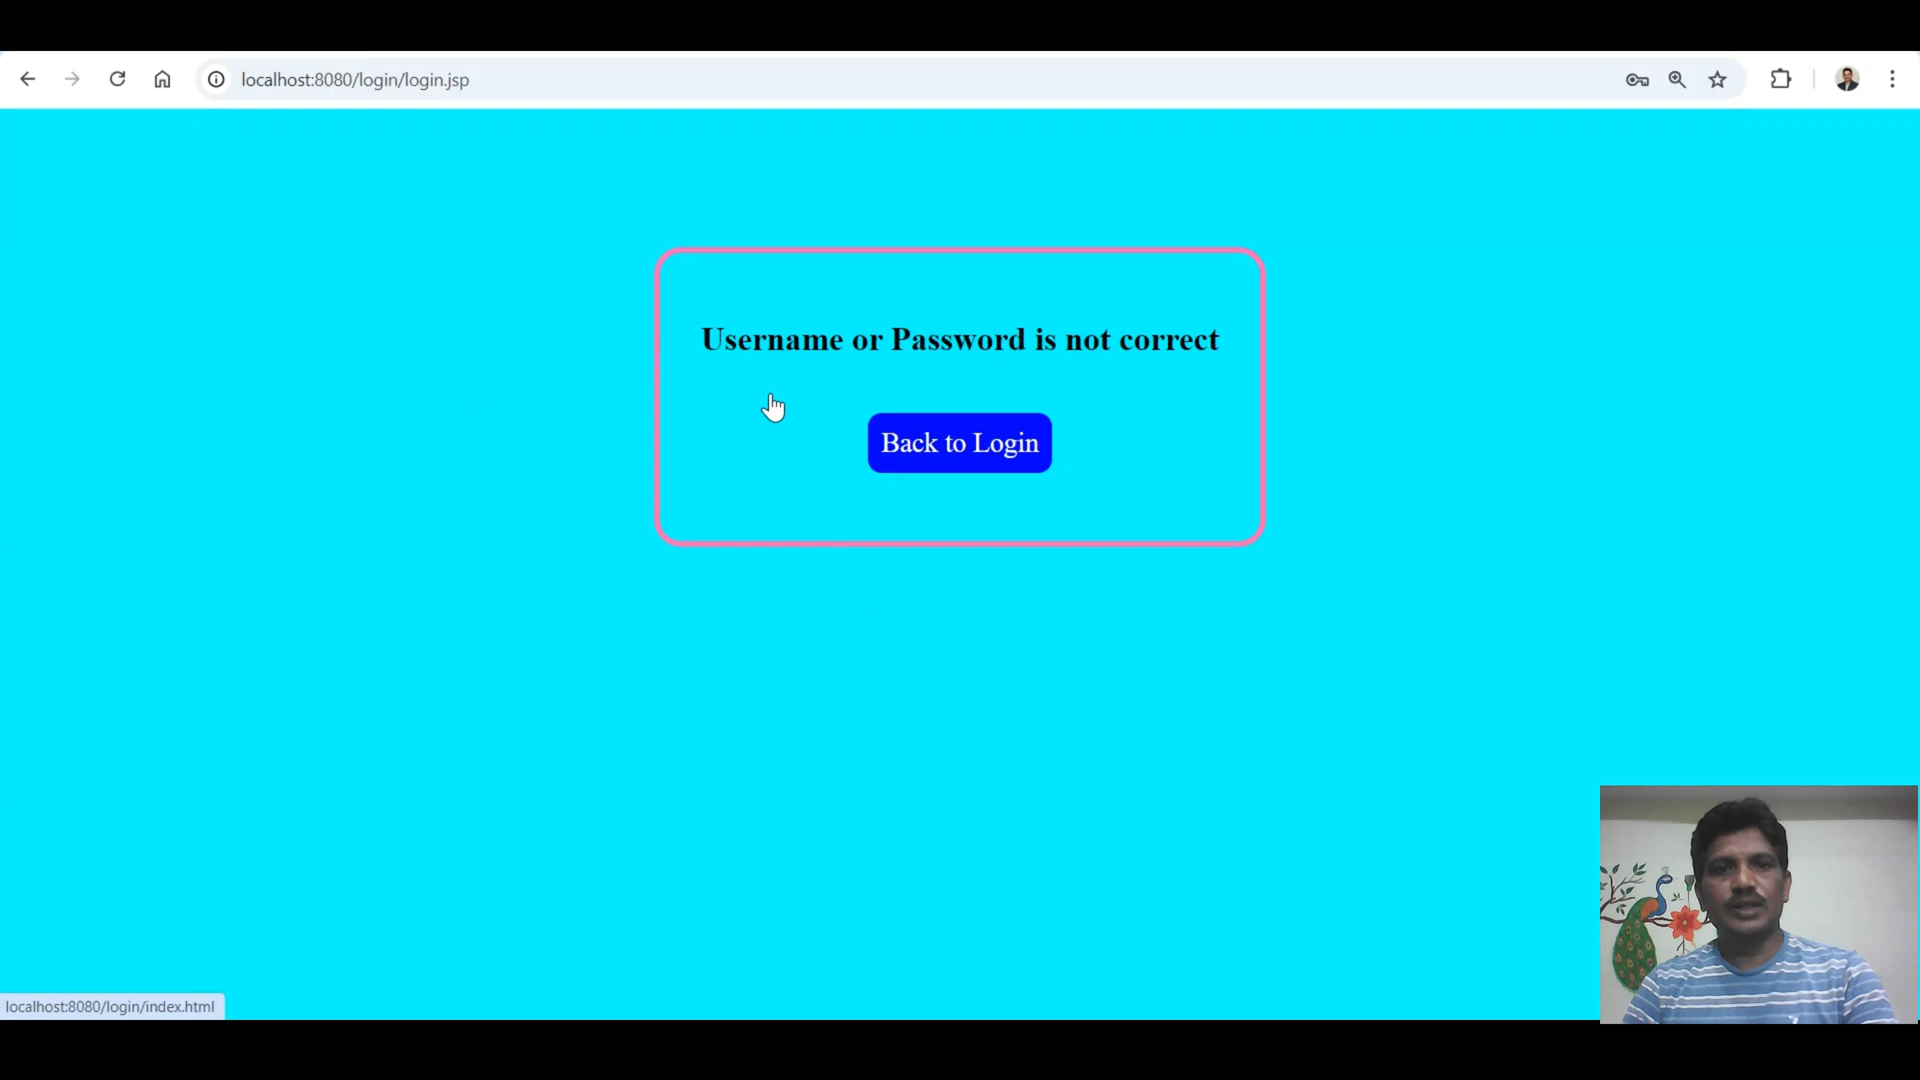 localhost:8080/login/login.jsp
Username or Password is not correct
Back to Login
localhost:8080/login/index.html